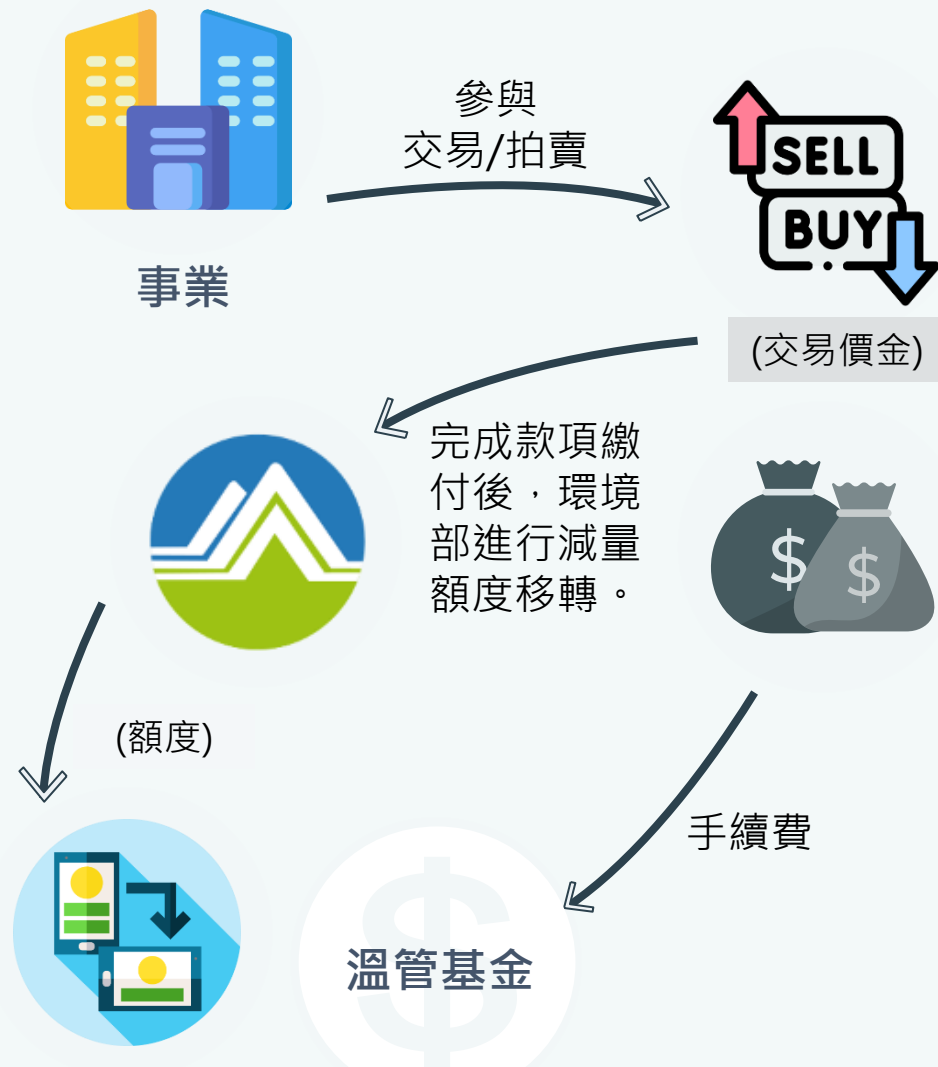 參與
交易/拍賣
SELL
BUY
事業
(交易價金)
完成款項繳
付後，環境
部進行減量
額度移轉。
$
$
(額度)
手續費
$
溫管基金